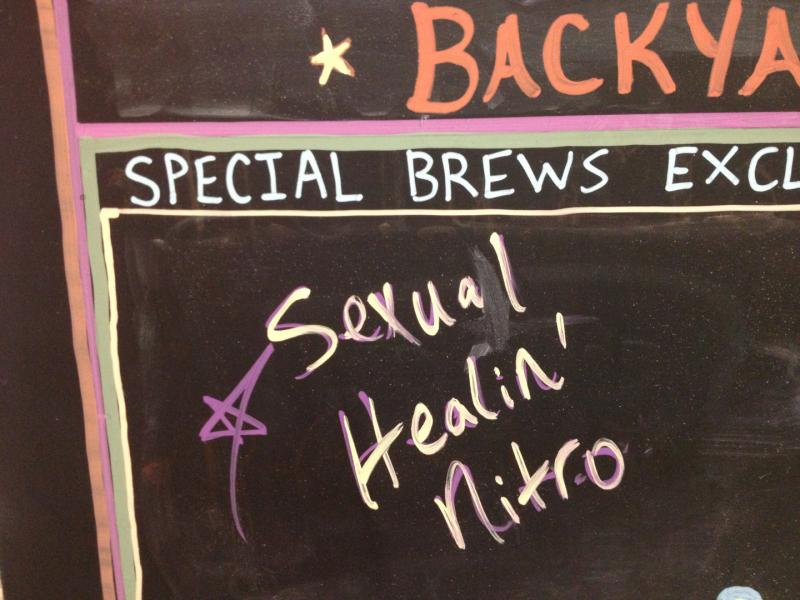 BACKYA
SPECIAL BREWS EXCL
Sexual
Healin'
Nitro